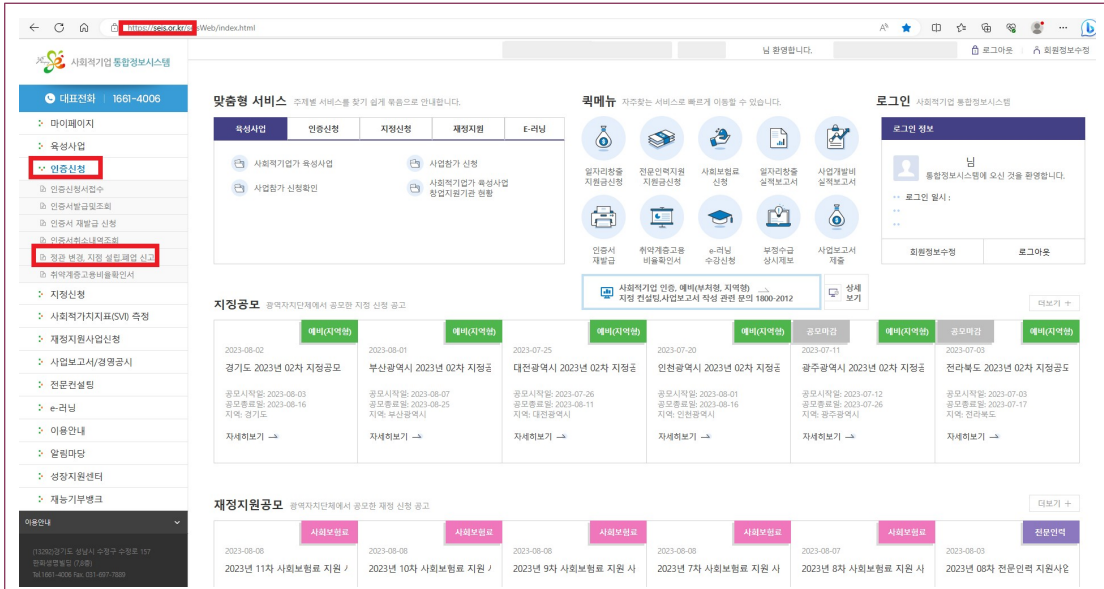 https://seis.or.kr/seisWeb/index.html
사회적기업 통합정보시스템
님 환영합니다.
로그아웃
회원정보수정
대표전화 1661-4006
마이페이지
육성사업
인증신청
인증신청서접수
인증서발급및조회
인증서 재발급 신청
인증서취소내역조회
정관 변경, 지점 설립,폐업 신고
취약계층고용비율확인서
지정신청
사회적가치지표(SVI) 측정
재정지원사업신청
사업보고서/경영공시
전문컨설팅
e-러닝
이용안내
알림마당
성장지원센터
재능기부뱅크
이용안내
(13292)경기도 성남시 수정구 수정로 157
한화생명빌딩 (7,8층)
Tel.1661-4006 Fax. 031-697-7889
맞춤형 서비스 주제별 서비스를 찾기 쉽게 묶음으로 안내합니다.
육성사업 인증신청 지정신청 재정지원 E-러닝
사회적기업가 육성사업
사업참가 신청
사업참가 신청확인
사회적기업가 육성사업
창업지원기관 현황
퀵메뉴 자주찾는 서비스로 빠르게 이동할 수 있습니다.
일자리창출 지원금신청
전문인력지원 지원금신청
사회보험료 신청
일자리창출 실적보고서
사업개발비 실적보고서
인증서 재발급
취약계층고용 비율확인서
e-러닝 수강신청
부정수급 상시제보
사업보고서 제출
사회적기업 인증, 예비(부처형, 지역형)
지정 컨설팅,사업보고서 작성 관련 문의 1800-2012
상세 보기
로그인 사회적기업 통합정보시스템
로그인 정보
님
통합정보시스템에 오신 것을 환영합니다.
로그인 일시 :
회원정보수정 로그아웃
지정공모 광역자치단체에서 공모한 지정 신청 공고
더보기 +
예비(지역형)
2023-08-02
경기도 2023년 02차 지정공모
공모시작일: 2023-08-03
공모종료일: 2023-08-16
지역: 경기도
자세히보기
예비(지역형)
2023-08-01
부산광역시 2023년 02차 지정공
공모시작일: 2023-08-07
공모종료일: 2023-08-25
지역: 부산광역시
자세히보기
예비(지역형)
2023-07-25
대전광역시 2023년 02차 지정공
공모시작일: 2023-07-26
공모종료일: 2023-08-11
지역: 대전광역시
자세히보기
예비(지역형)
2023-07-20
인천광역시 2023년 02차 지정공
공모시작일: 2023-08-01
공모종료일: 2023-08-16
지역: 인천광역시
자세히보기
공모마감 예비(지역형)
2023-07-11
광주광역시 2023년 02차 지정공
공모시작일: 2023-07-12
공모종료일: 2023-07-26
지역: 광주광역시
자세히보기
공모마감 예비(지역형)
2023-07-03
전라북도 2023년 02차 지정공모
공모시작일: 2023-07-03
공모종료일: 2023-07-17
지역: 전라북도
자세히보기
재정지원공모 광역자치단체에서 공모한 재정 신청 공고
더보기 +
사회보험료
2023-08-08
2023년 11차 사회보험료 지원
사회보험료
2023-08-08
2023년 10차 사회보험료 지원
사회보험료
2023-08-08
2023년 9차 사회보험료 지원 사
사회보험료
2023-08-08
2023년 7차 사회보험료 지원 사
사회보험료
2023-08-07
2023년 8차 사회보험료 지원 사
전문인력
2023-08-03
2023년 08차 전문인력 지원사업